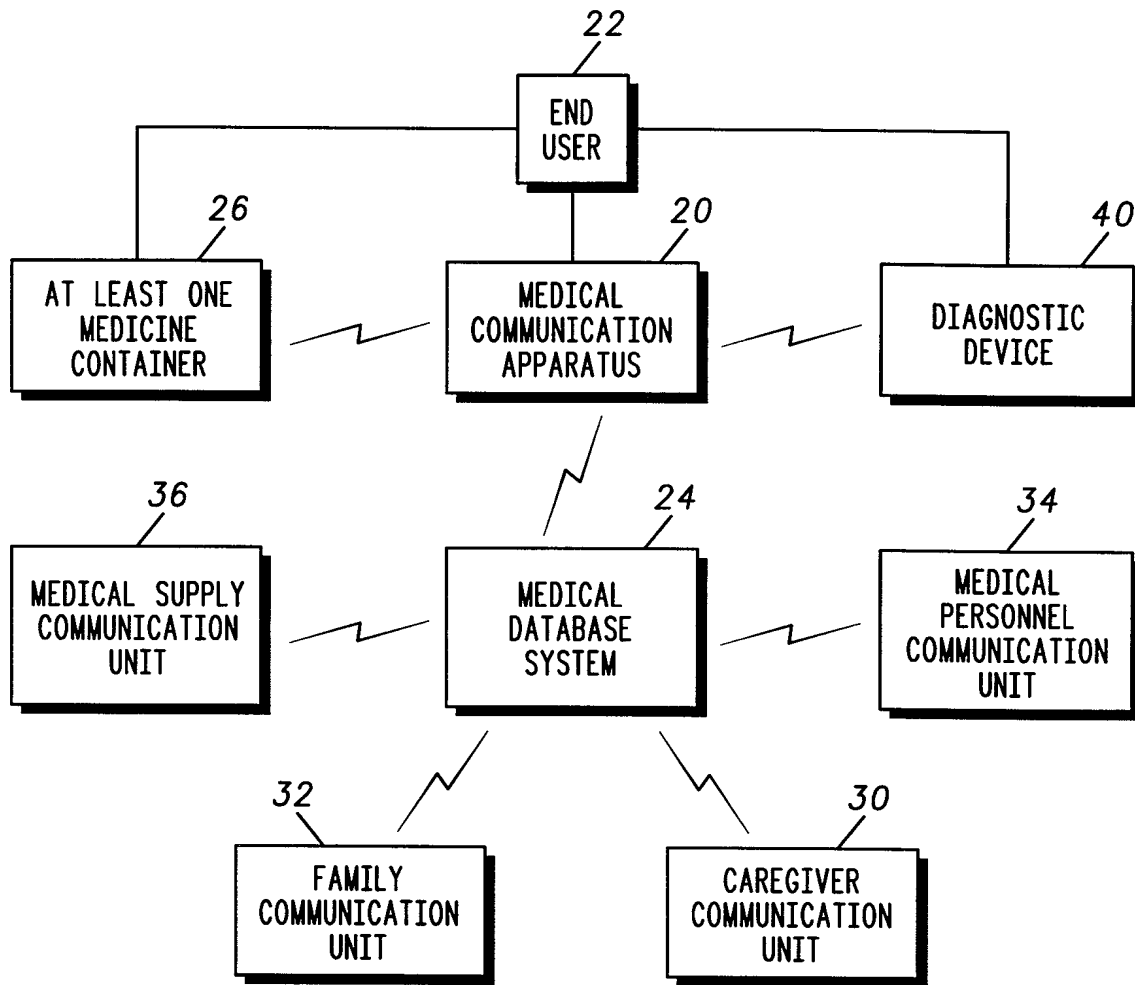 22
END
USER
26
AT LEAST ONE
MEDICINE
CONTAINER
20
MEDICAL
COMMUNICATION
APPARATUS
40
DIAGNOSTIC
DEVICE
36
MEDICAL SUPPLY
COMMUNICATION
UNIT
24
MEDICAL
DATABASE
SYSTEM
34
MEDICAL
PERSONNEL
COMMUNICATION
UNIT
32
FAMILY
COMMUNICATION
UNIT
30
CAREGIVER
COMMUNICATION
UNIT